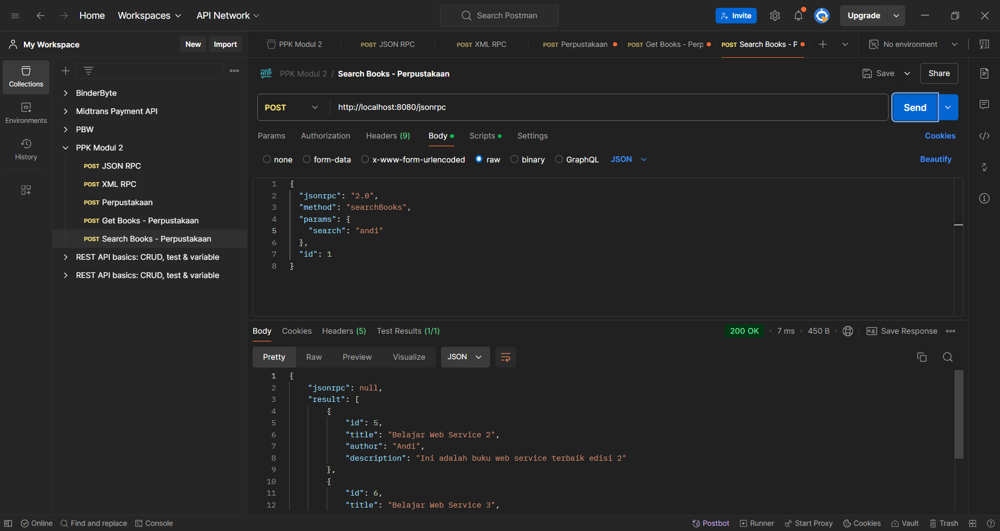 Home Workspaces API Network Search Postman Invite Upgrade
My Workspace New Import PPK Modul 2 POST JSON RPC POST XML RPC POST Perpustakaan POST Get Books - Perp POST Search Books - P No environment
Collections
Environments
History
BinderByte
Midtrans Payment API
PBW
PPK Modul 2
POST JSON RPC
POST XML RPC
POST Perpustakaan
POST Get Books - Perpustakaan
POST Search Books - Perpustakaan
REST API basics: CRUD, test & variable
REST API basics: CRUD, test & variable
HTTP PPK Modul 2 / Search Books - Perpustakaan Save Share
POST http://localhost:8080/jsonrpc Send
Params Authorization Headers (9) Body Scripts Settings Cookies
none form-data x-www-form-urlencoded raw binary GraphQL JSON Beautify
1 {
2 "jsonrpc": "2.0",
3 "method": "searchBooks",
4 "params": {
5 "search": "andi"
6 },
7 "id": 1
8 }
Body Cookies Headers (5) Test Results (1/1) 200 OK 7 ms 450 B e.g. Save Response
Pretty Raw Preview Visualize JSON
1 {
2 "jsonrpc": null,
3 "result": [
4 {
5 "id": 5,
6 "title": "Belajar Web Service 2",
7 "author": "Andi",
8 "description": "Ini adalah buku web service terbaik edisi 2"
9 },
10 {
11 "id": 6,
12 "title": "Belajar Web Service 3",
Online Find and replace Console Postbot Runner Start Proxy Cookies Vault Trash